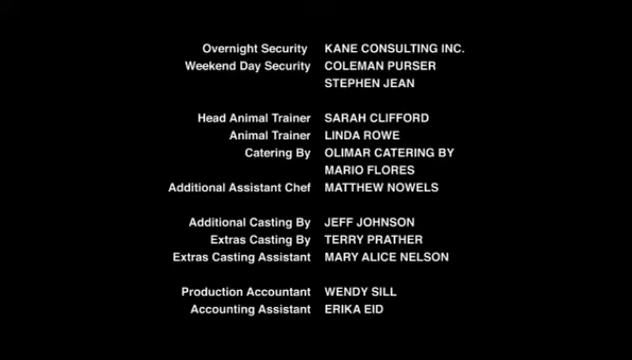 Overnight Security KANE CONSULTING INC.
Weekend Day Security COLEMAN PURSER
STEPHEN JEAN
Head Animal Trainer SARAH CLIFFORD
Animal Trainer LINDA ROWE
Catering By OLIMAR CATERING BY
MARIO FLORES
Additional Assistant Chef MATTHEW NOWELS
Additional Casting By JEFF JOHNSON
Extras Casting By TERRY PRATHER
Extras Casting Assistant MARY ALICE NELSON
Production Accountant WENDY SILL
Accounting Assistant ERIKA EID